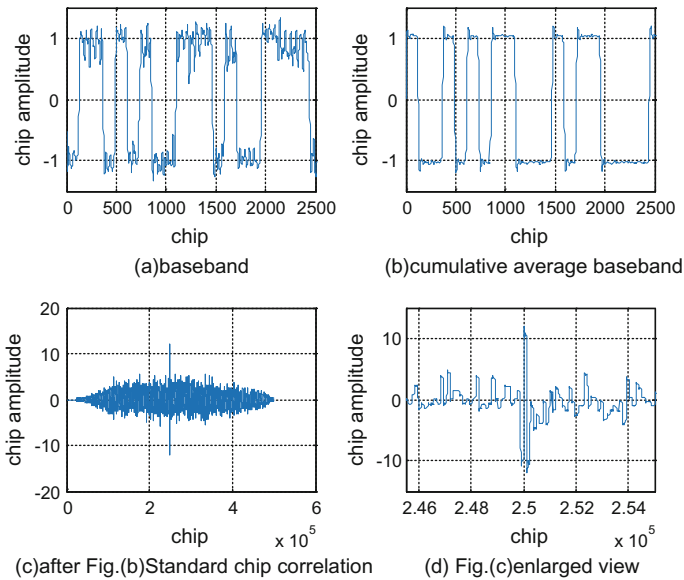 chip amplitude
1
0
-1
0 500 1000 1500 2000 2500
chip
(a)baseband
chip amplitude
1
0
-1
0 500 1000 1500 2000 2500
chip
(b)cumulative average baseband
chip amplitude
20
10
0
-10
-20
0 2 4 6
chip
x 10^5
(c)after Fig.(b)Standard chip correlation
chip amplitude
10
0
-10
2.46 2.48 2.5 2.52 2.54
chip
x 10^5
(d) Fig.(c)enlarged view